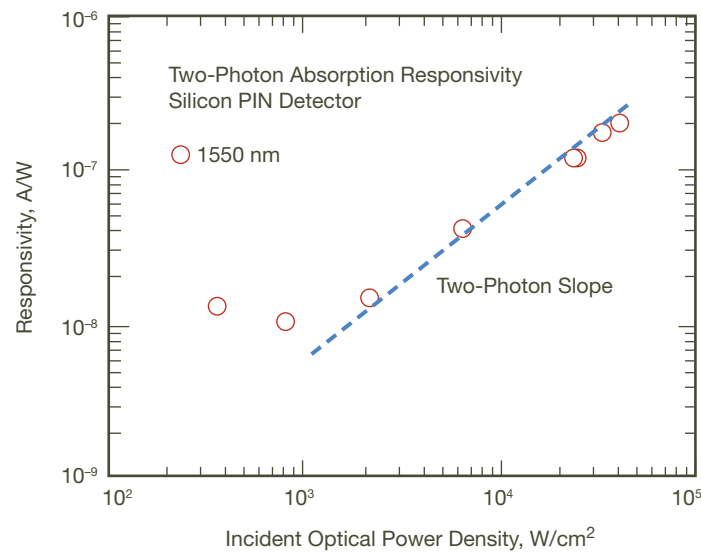 10⁻⁶
Two-Photon Absorption Responsivity
Silicon PIN Detector
1550 nm
10⁻⁷
Responsivity, A/W
Two-Photon Slope
10⁻⁸
10⁻⁹
10² 10³ 10⁴ 10⁵
Incident Optical Power Density, W/cm²